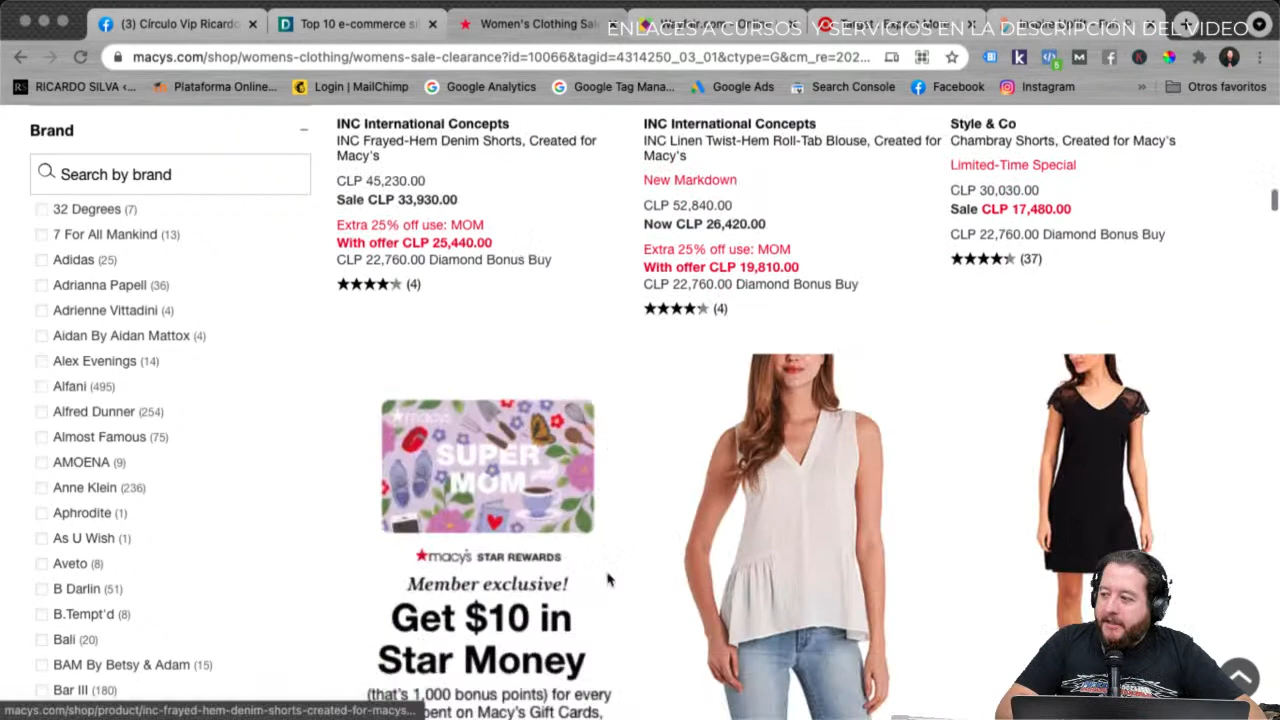 (3) Círculo Vip Ricardo
Top 10 e-commerce si
Women's Clothing Sal
ENLACES A CURSOS Y SERVICIOS EN LA DESCRIPCIÓN DEL VIDEO
macys.com/shop/womens-clothing/womens-sale-clearance?id=10066&tagid=4314250_03_01&ctype=G&cm_re=202...
RICARDO SILVA ‹...
Plataforma Online...
Login | MailChimp
Google Analytics
Google Tag Mana...
Google Ads
Search Console
Facebook
Instagram
»
Otros favoritos
Brand
Search by brand
32 Degrees (7)
7 For All Mankind (13)
Adidas (25)
Adrianna Papell (36)
Adrienne Vittadini (4)
Aidan By Aidan Mattox (4)
Alex Evenings (14)
Alfani (495)
Alfred Dunner (254)
Almost Famous (75)
AMOENA (9)
Anne Klein (236)
Aphrodite (1)
As U Wish (1)
Aveto (8)
B Darlin (51)
B.Tempt'd (8)
Bali (20)
BAM By Betsy & Adam (15)
Bar III (180)
INC International Concepts
INC Frayed-Hem Denim Shorts, Created for
Macy's
CLP 45,230.00
Sale CLP 33,930.00
Extra 25% off use: MOM
With offer CLP 25,440.00
CLP 22,760.00 Diamond Bonus Buy
(4)
INC International Concepts
INC Linen Twist-Hem Roll-Tab Blouse, Created for
Macy's
New Markdown
CLP 52,840.00
Now CLP 26,420.00
Extra 25% off use: MOM
With offer CLP 19,810.00
CLP 22,760.00 Diamond Bonus Buy
(4)
Style & Co
Chambray Shorts, Created for Macy's
Limited-Time Special
CLP 30,030.00
Sale CLP 17,480.00
CLP 22,760.00 Diamond Bonus Buy
(37)
SUPER
MOM
macy's STAR REWARDS
Member exclusive!
Get $10 in
Star Money
(that's 1,000 bonus points) for every
pent on Macy's Gift Cards,
macys.com/shop/product/inc-frayed-hem-denim-shorts-created-for-macys...